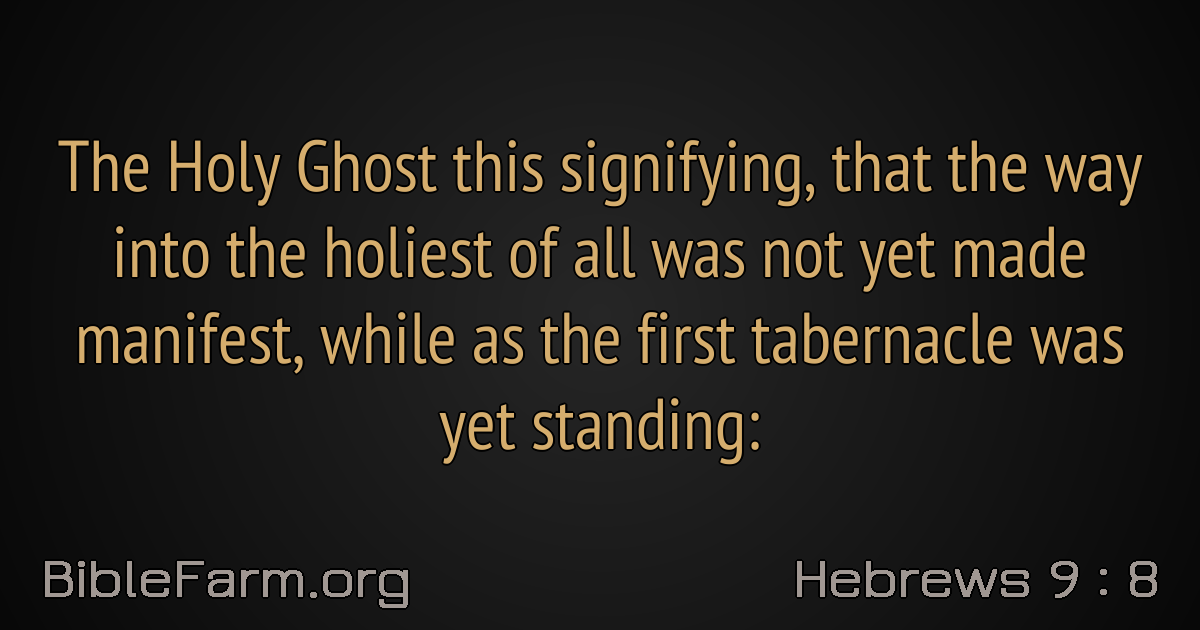 The Holy Ghost this signifying, that the way
into the holiest of all was not yet made
manifest, while as the first tabernacle was
yet standing:
BibleFarm.org
Hebrews 9 : 8